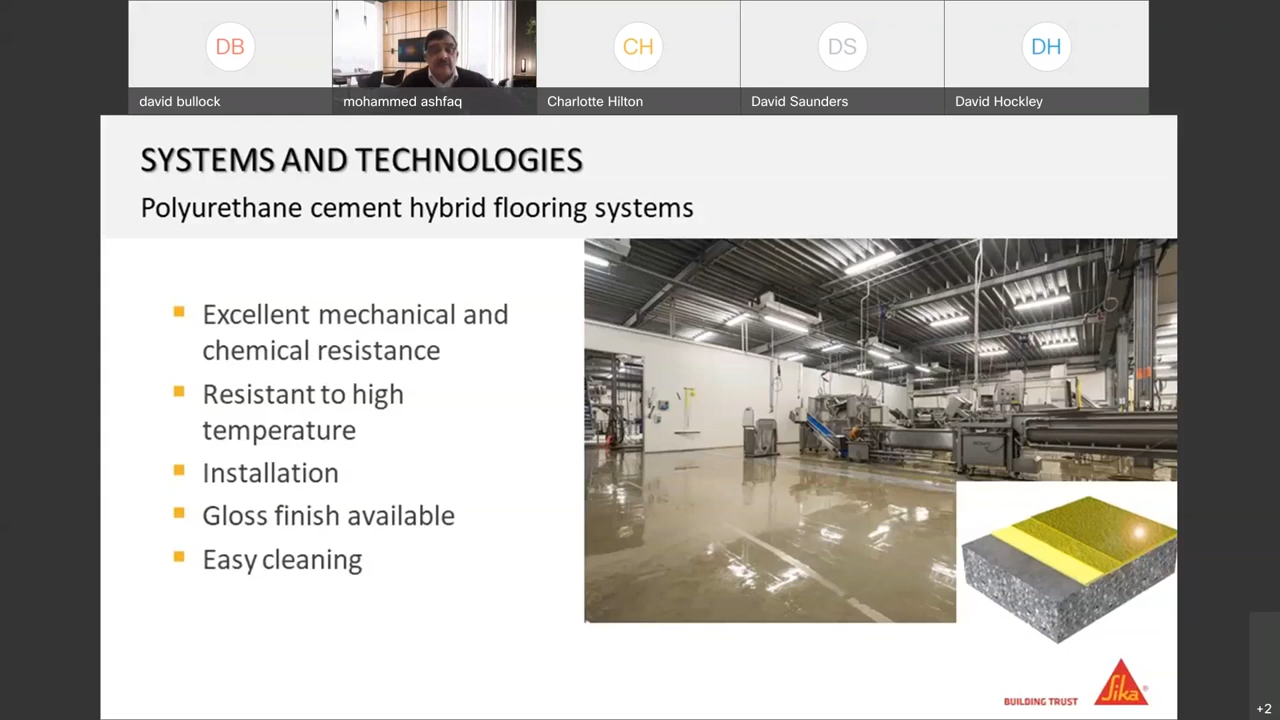 DB
CH
DS
DH
david bullock
mohammed ashfaq
Charlotte Hilton
David Saunders
David Hockley
SYSTEMS AND TECHNOLOGIES
Polyurethane cement hybrid flooring systems
Excellent mechanical and
chemical resistance
Resistant to high
temperature
Installation
Gloss finish available
Easy cleaning
BUILDING TRUST
Sika®
+2